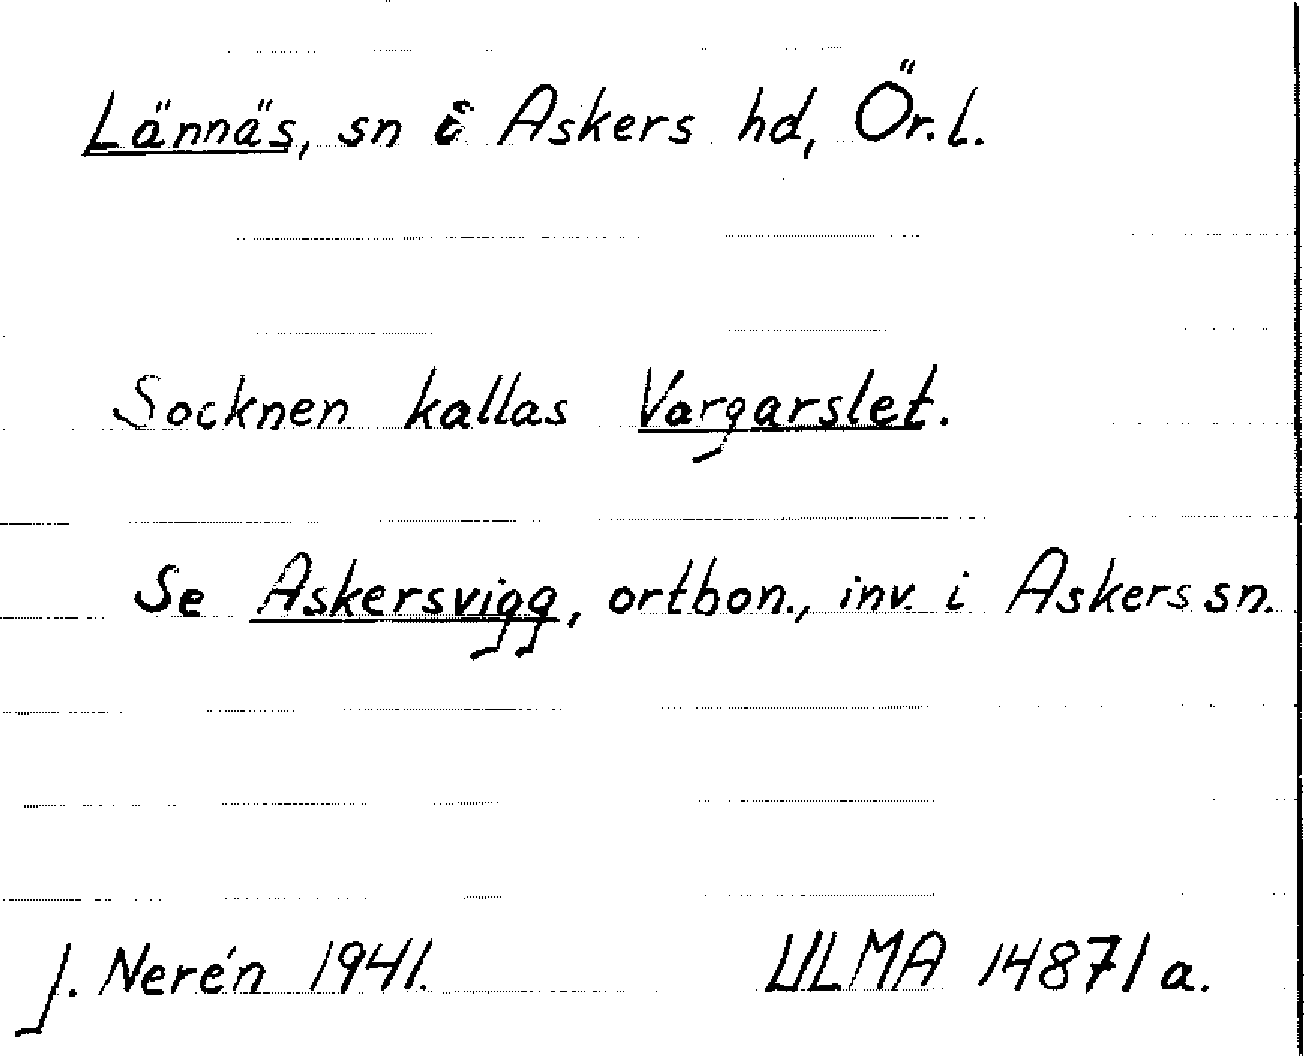 Lännäs, sn i Askers hd, Ör. l.
Socknen kallas Vargarslet.
Se Askersvigg, ortbon., inv. i Askers sn.
J. Nerén 1941. ULMA 14871 a.